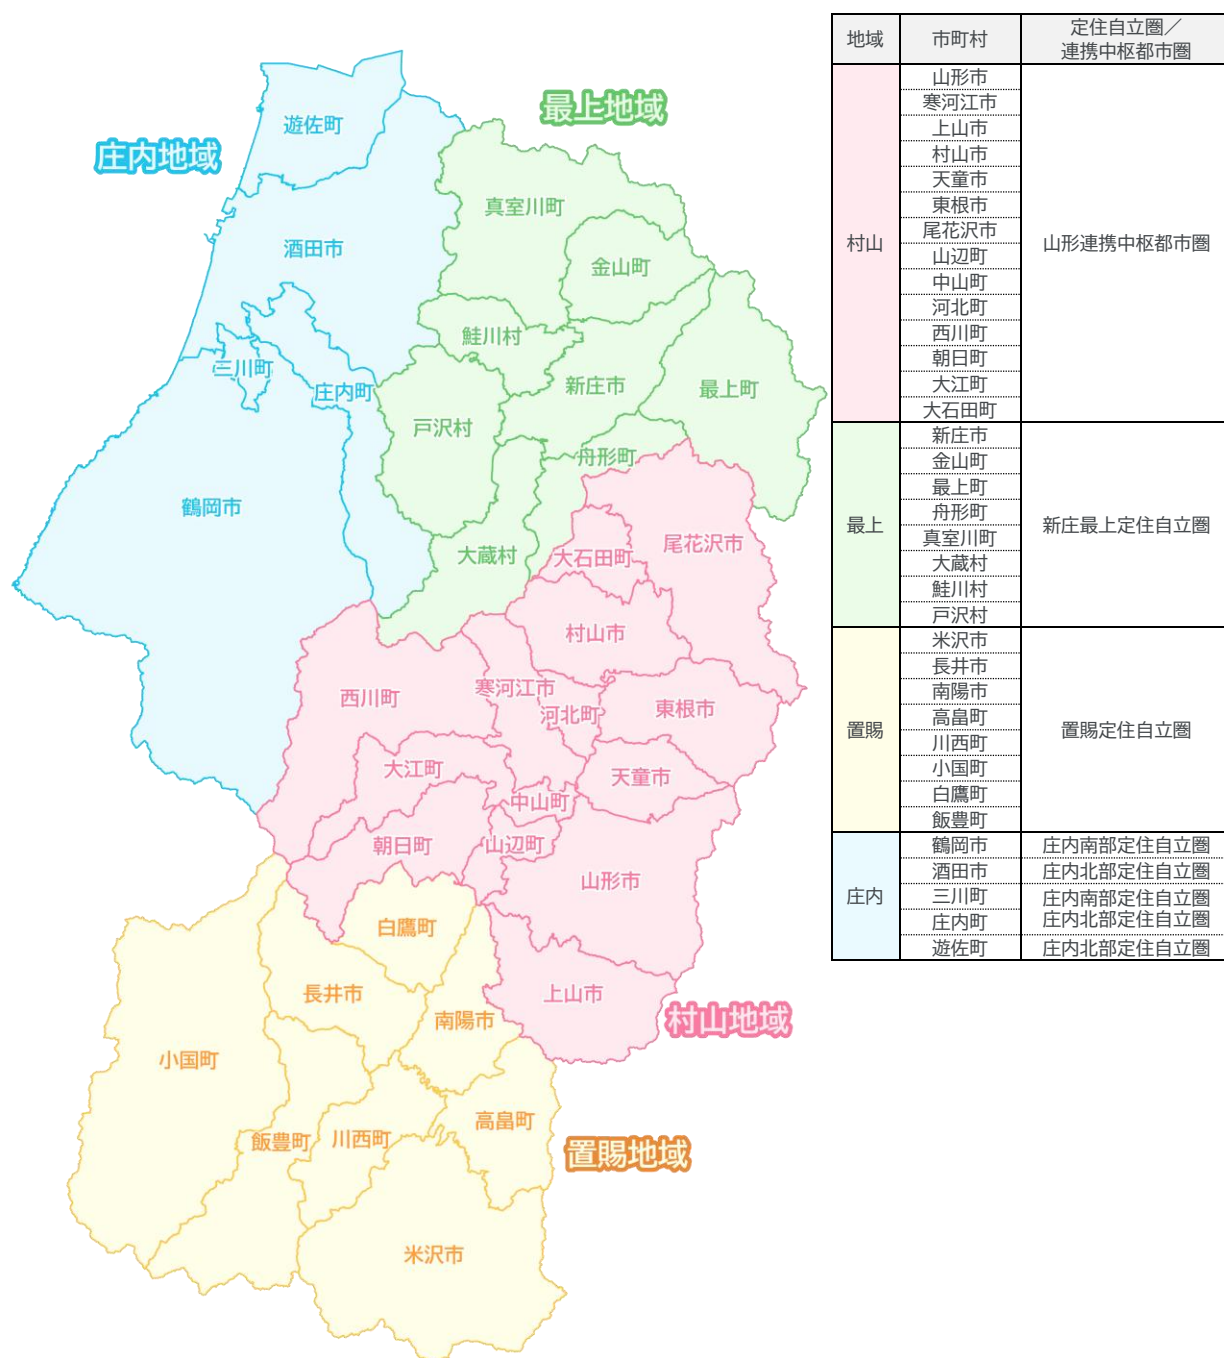 最上地域
遊佐町
庄内地域
真室川町
酒田市
金山町
鮭川村
三川町
庄内町
新庄市
最上町
戸沢村
舟形町
鶴岡市
大蔵村
大石田町
尾花沢市
村山市
西川町
寒河江市
河北町
東根市
大江町
天童市
中山町
朝日町
山辺町
山形市
白鷹町
長井市
上山市
南陽市
村山地域
小国町
高畠町
飯豊町
川西町
置賜地域
米沢市
地域 市町村 定住自立圏／
連携中枢都市圏
村山 山形連携中枢都市圏
山形市
寒河江市
上山市
村山市
天童市
東根市
尾花沢市
山辺町
中山町
河北町
西川町
朝日町
大江町
大石田町
最上 新庄最上定住自立圏
新庄市
金山町
最上町
舟形町
真室川町
大蔵村
鮭川村
戸沢村
置賜 置賜定住自立圏
米沢市
長井市
南陽市
高畠町
川西町
小国町
白鷹町
飯豊町
庄内
鶴岡市 庄内南部定住自立圏
酒田市 庄内北部定住自立圏
三川町 庄内南部定住自立圏
庄内町 庄内北部定住自立圏
遊佐町 庄内北部定住自立圏